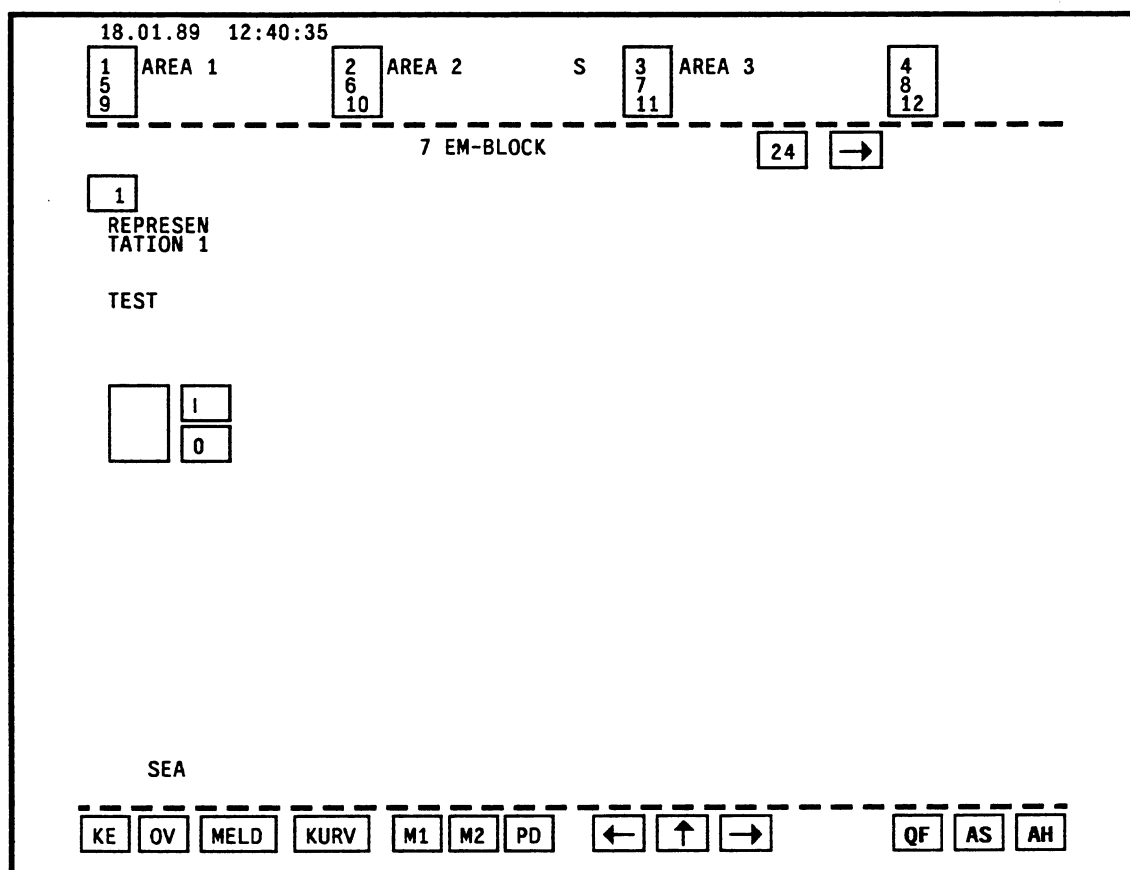 18.01.89 12:40:35
1 AREA 1 2 AREA 2 S 3 AREA 3 4
5 6 7 8
9 10 11 12
7 EM-BLOCK 24 →
1
REPRESEN
TATION 1
TEST
I
0
SEA
KE OV MELD KURV M1 M2 PD ← ↑ → QF AS AH